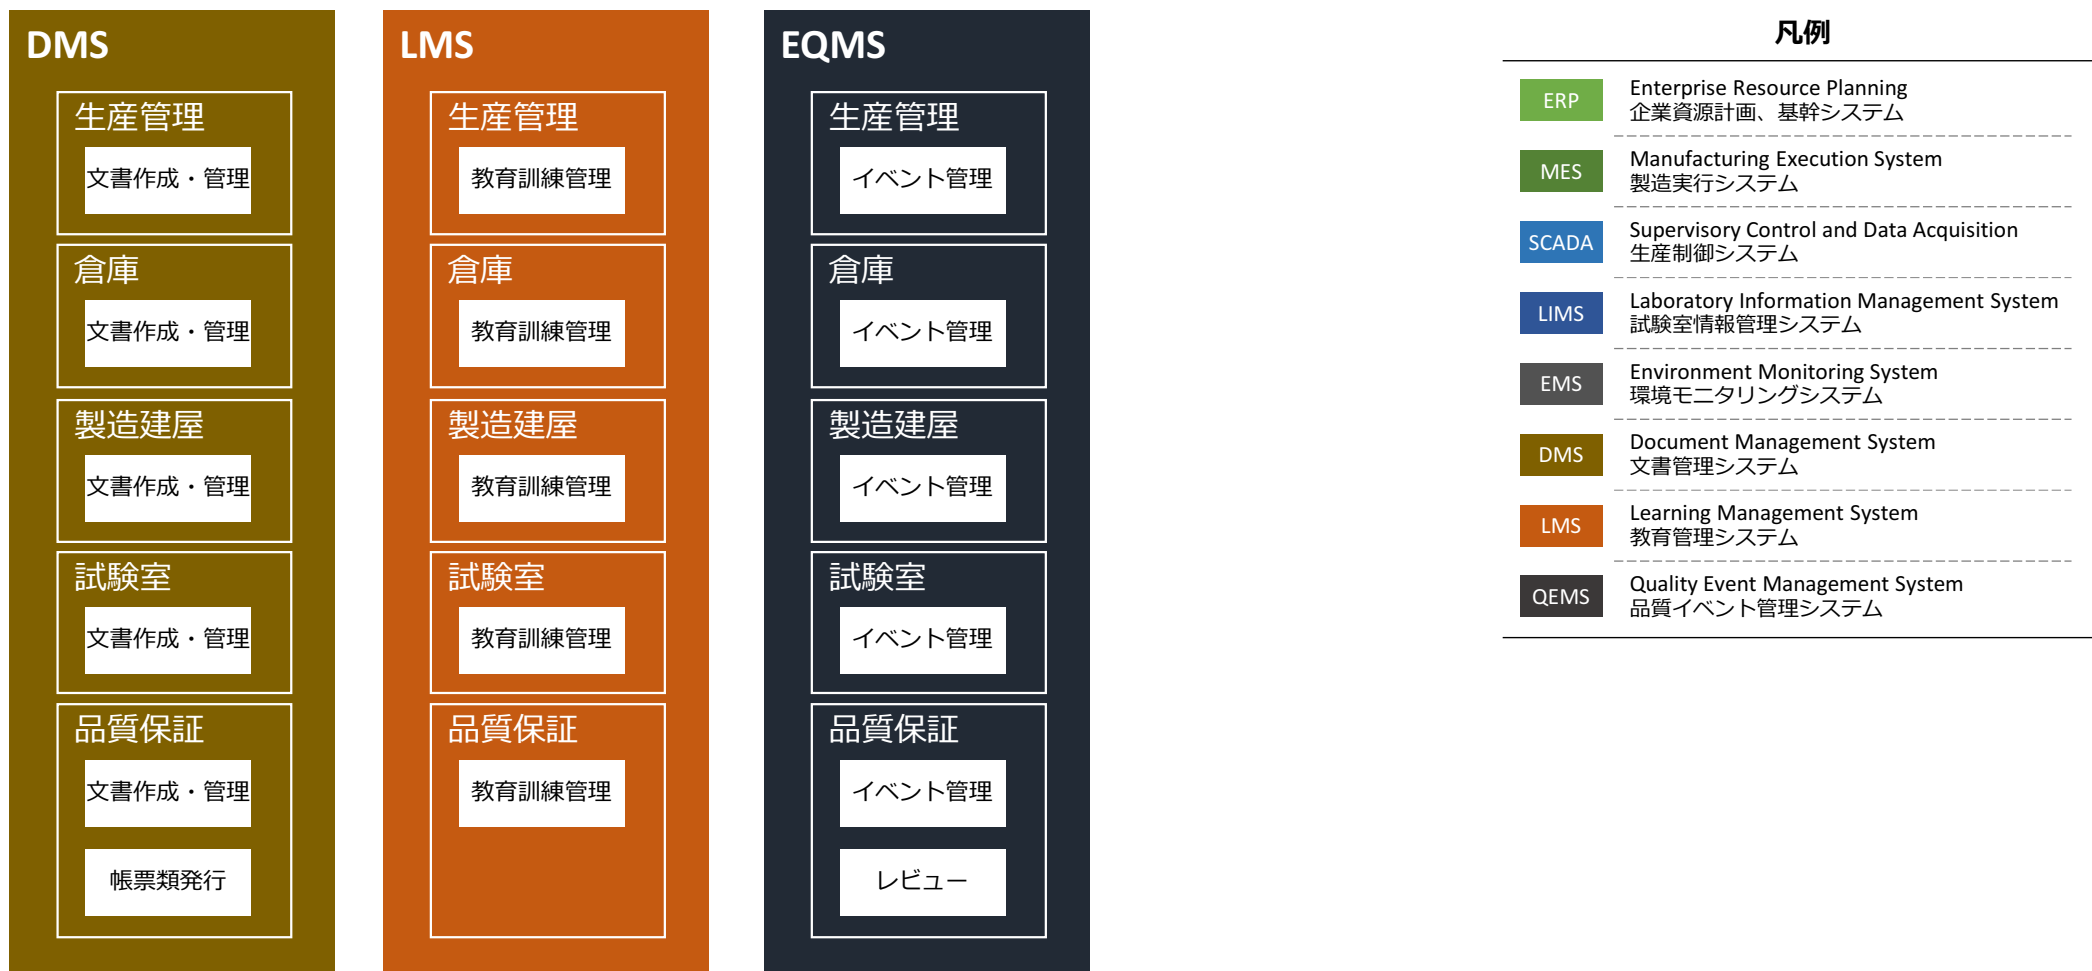 DMS
生産管理
文書作成・管理
倉庫
文書作成・管理
製造建屋
文書作成・管理
試験室
文書作成・管理
品質保証
文書作成・管理
帳票類発行
LMS
生産管理
教育訓練管理
倉庫
教育訓練管理
製造建屋
教育訓練管理
試験室
教育訓練管理
品質保証
教育訓練管理
EQMS
生産管理
イベント管理
倉庫
イベント管理
製造建屋
イベント管理
試験室
イベント管理
品質保証
イベント管理
レビュー
凡例
ERP
Enterprise Resource Planning
企業資源計画、基幹システム
MES
Manufacturing Execution System
製造実行システム
SCADA
Supervisory Control and Data Acquisition
生産制御システム
LIMS
Laboratory Information Management System
試験室情報管理システム
EMS
Environment Monitoring System
環境モニタリングシステム
DMS
Document Management System
文書管理システム
LMS
Learning Management System
教育管理システム
QEMS
Quality Event Management System
品質イベント管理システム